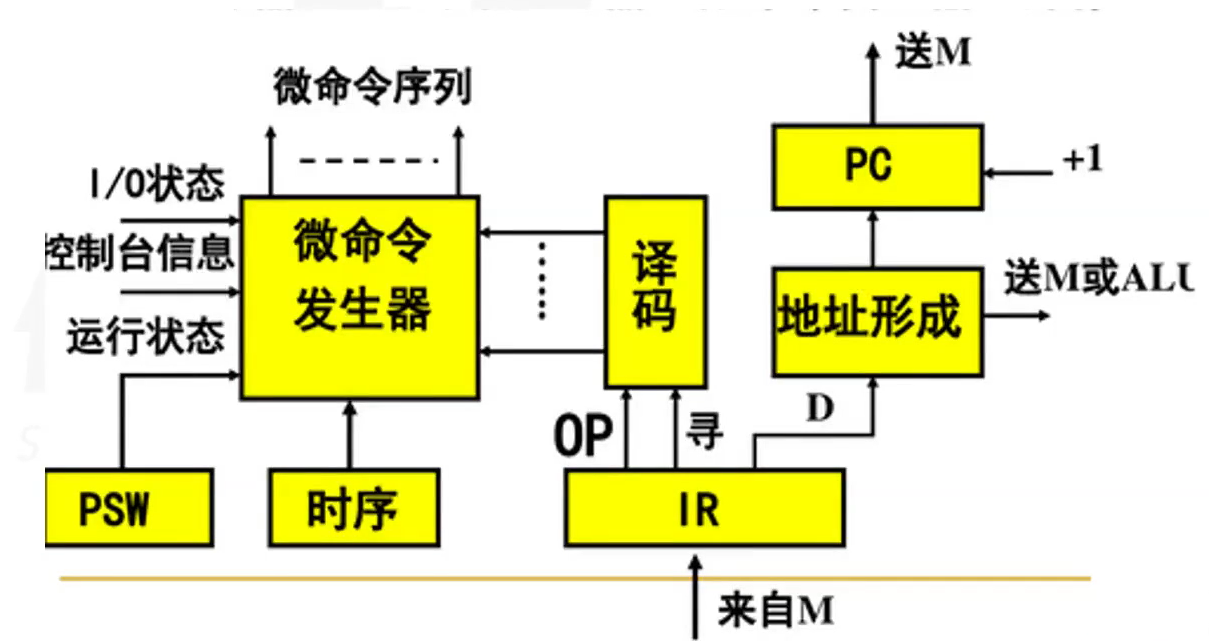 微命令序列
I/O状态
控制台信息
运行状态
微命令
发生器
译
码
PC
送M
+1
地址形成
送M或ALU
OP
寻
D
PSW
时序
IR
来自M